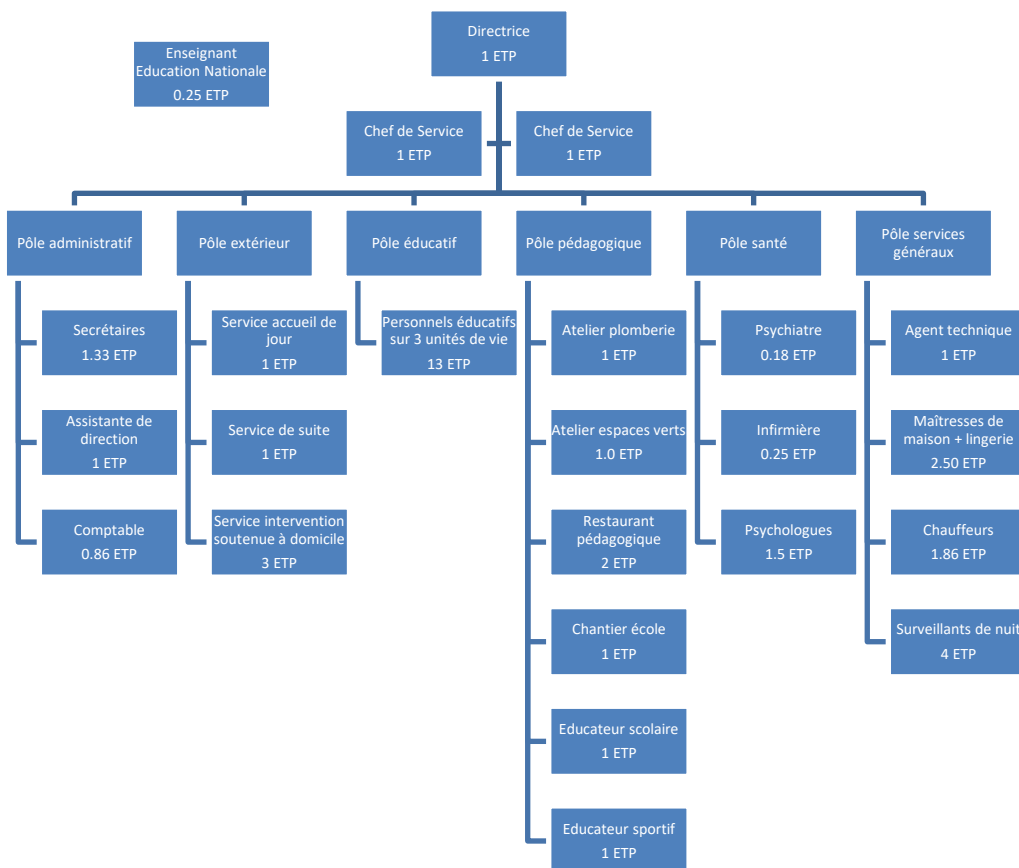 Directrice
1 ETP
Enseignant
Education Nationale
0.25 ETP
Chef de Service
1 ETP
Chef de Service
1 ETP
Pôle administratif
Pôle extérieur
Pôle éducatif
Pôle pédagogique
Pôle santé
Pôle services
généraux
Secrétaires
1.33 ETP
Assistante de
direction
1 ETP
Comptable
0.86 ETP
Service accueil de
jour
1 ETP
Service de suite
1 ETP
Service intervention
soutenue à domicile
3 ETP
Personnels éducatifs
sur 3 unités de vie
13 ETP
Atelier plomberie
1 ETP
Atelier espaces verts
1.0 ETP
Restaurant
pédagogique
2 ETP
Chantier école
1 ETP
Educateur scolaire
1 ETP
Educateur sportif
1 ETP
Psychiatre
0.18 ETP
Infirmière
0.25 ETP
Psychologues
1.5 ETP
Agent technique
1 ETP
Maîtresses de
maison + lingerie
2.50 ETP
Chauffeurs
1.86 ETP
Surveillants de nuit
4 ETP